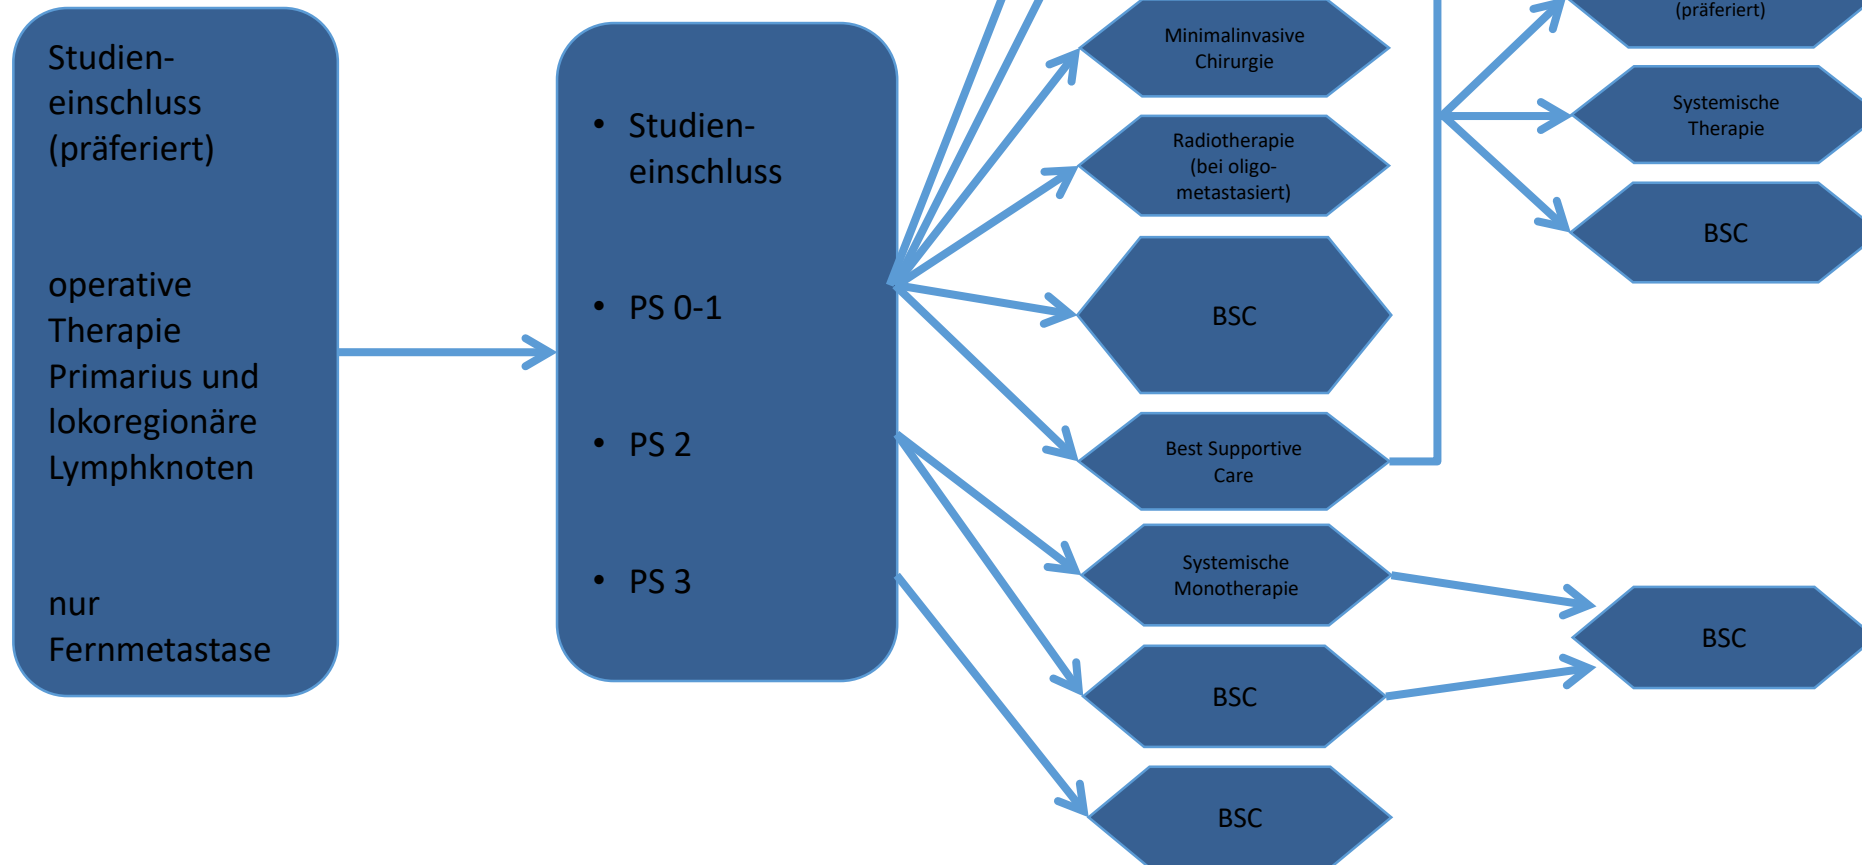 Studien-
einschluss
(präferiert)
operative
Therapie
Primarius und
lokoregionäre
Lymphknoten
nur
Fernmetastase
• Studien-
einschluss
• PS 0-1
• PS 2
• PS 3
Minimalinvasive
Chirurgie
Radiotherapie
(bei oligo-
metastasiert)
BSC
Best Supportive
Care
Systemische
Monotherapie
BSC
BSC
(präferiert)
Systemische
Therapie
BSC
BSC